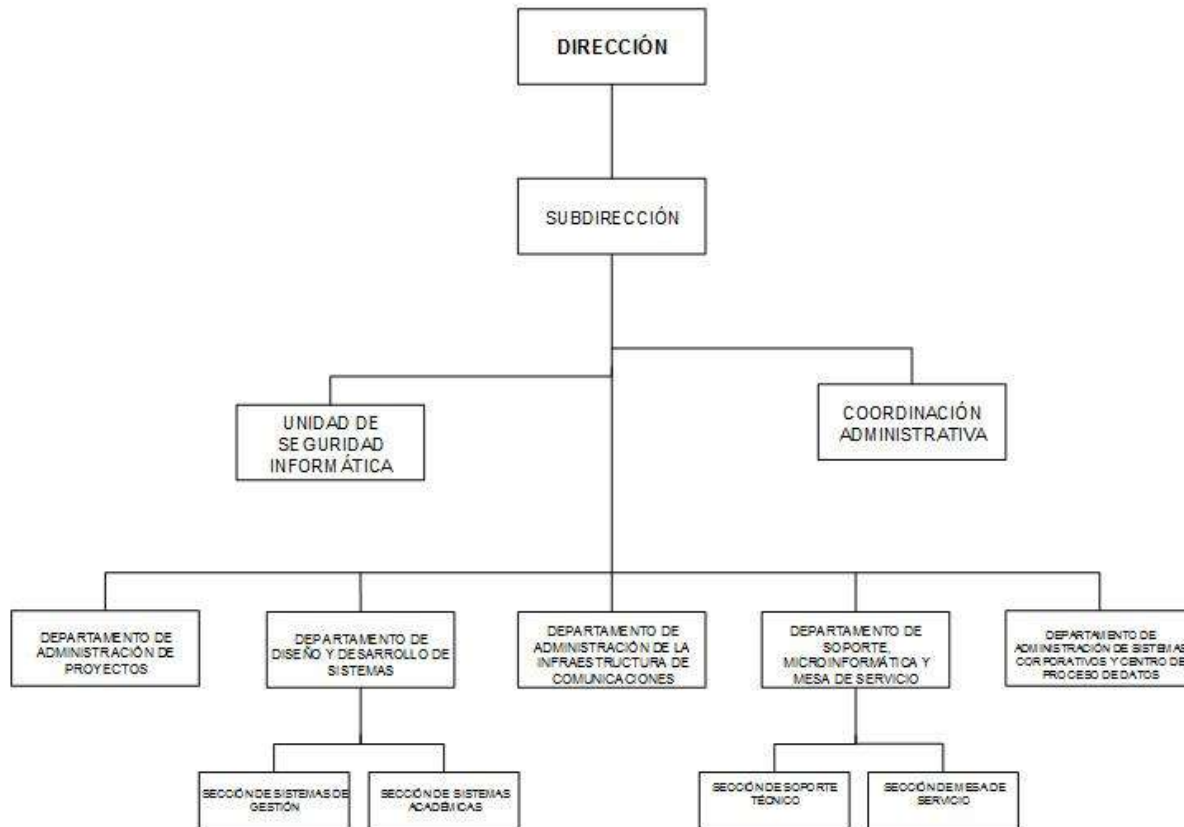 DIRECCIÓN
SUBDIRECCIÓN
UNIDAD DE
SEGURIDAD
INFORMÁTICA
COORDINACIÓN
ADMINISTRATIVA
DEPARTAMENTO DE
ADMINISTRACIÓN DE
PROYECTOS
DEPARTAMENTO DE
DISEÑO Y DESARROLLO DE
SISTEMAS
DEPARTAMENTO DE
ADMINISTRACIÓN DE LA
INFRAESTRUCTURA DE
COMUNICACIONES
DEPARTAMENTO DE
SOPORTE,
MICROINFORMÁTICA Y
MESA DE SERVICIO
DEPARTAMENTO DE
ADMINISTRACIÓN DE SISTEMAS
CORPORATIVOS Y CENTRO DE
PROCESO DE DATOS
SECCIÓN DE SISTEMAS DE
GESTIÓN
SECCIÓN DE SISTEMAS
ACADÉMICAS
SECCIÓN DE SOPORTE
TÉCNICO
SECCIÓN DE MESA DE
SERVICIO